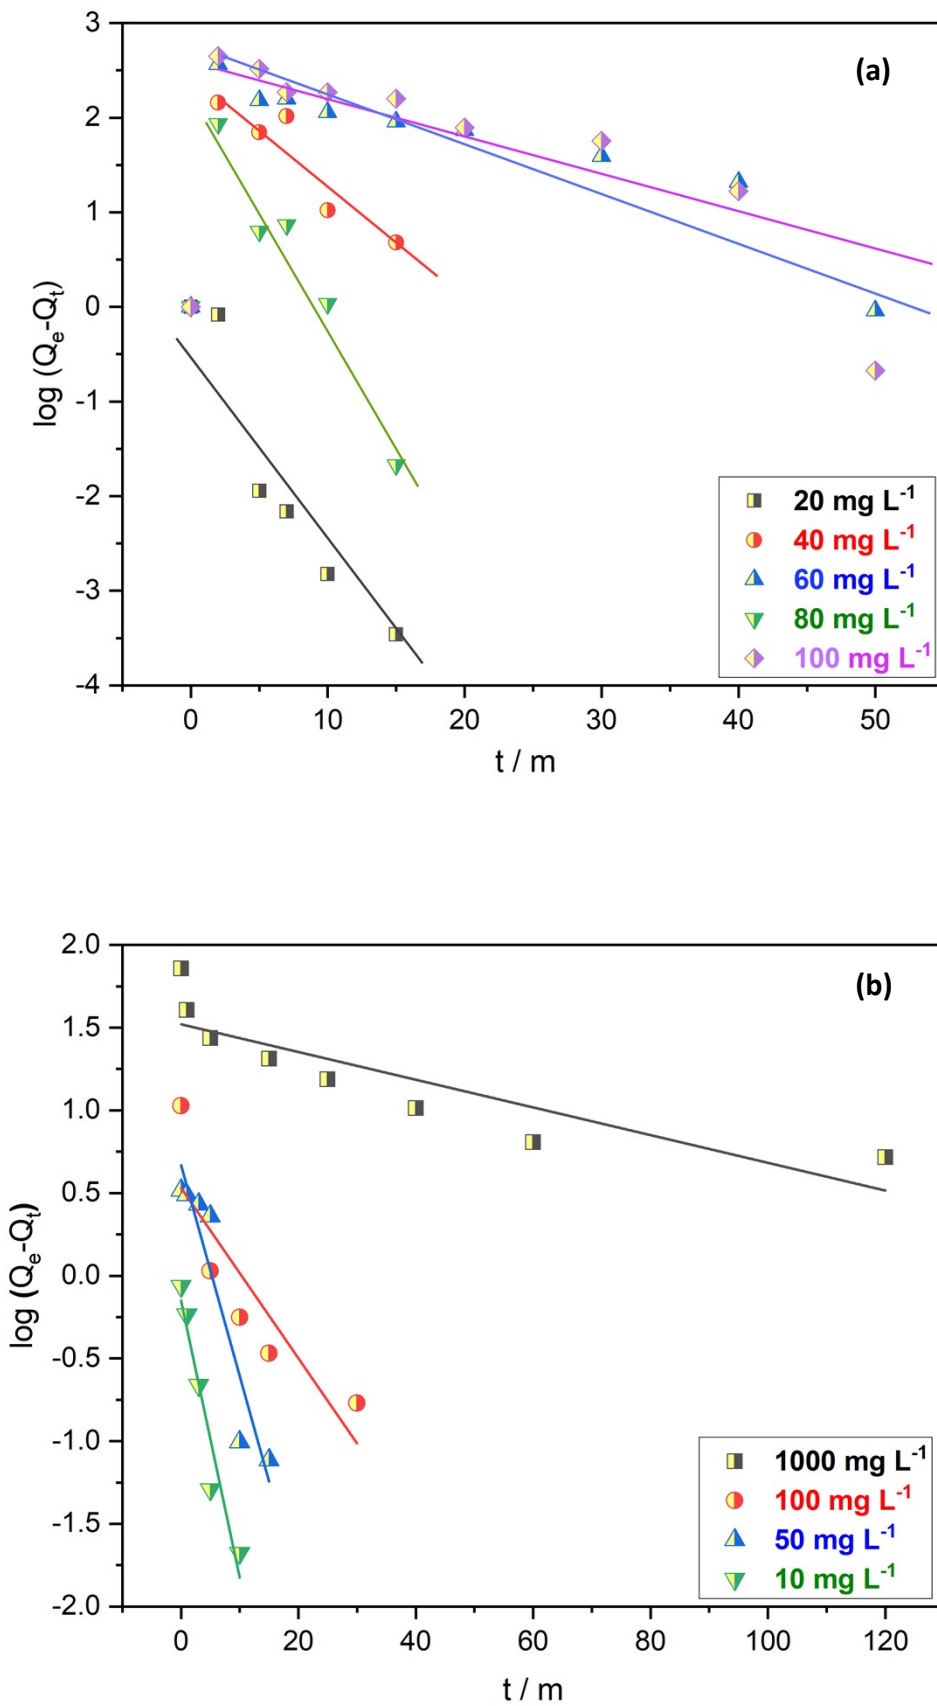 3
2
1
0
-1
-2
-3
-4
log (Qₑ-Qₜ)
(a)
20 mg L⁻¹
40 mg L⁻¹
60 mg L⁻¹
80 mg L⁻¹
100 mg L⁻¹
0 10 20 30 40 50
t / m
2.0
1.5
1.0
0.5
0.0
-0.5
-1.0
-1.5
-2.0
log (Qₑ-Qₜ)
(b)
1000 mg L⁻¹
100 mg L⁻¹
50 mg L⁻¹
10 mg L⁻¹
0 20 40 60 80 100 120
t / m